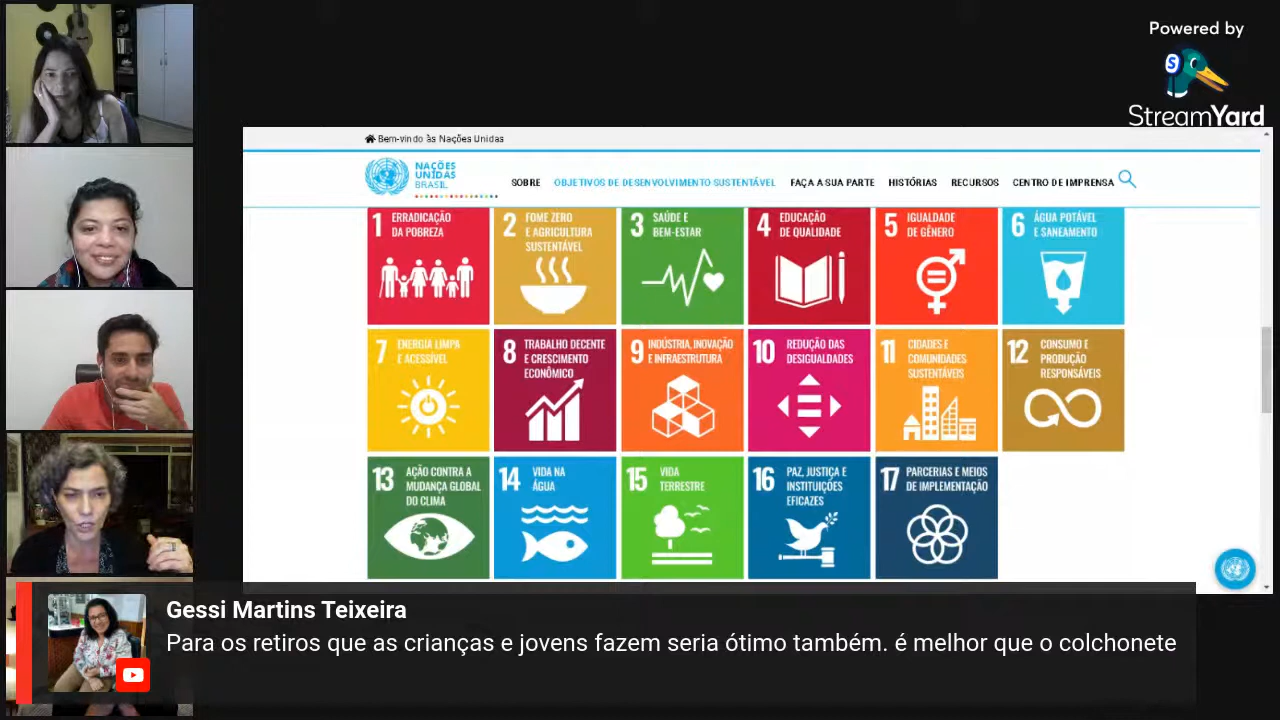 Powered by
S
StreamYard
Bem-vindo às Nações Unidas
NAÇÕES
UNIDAS
BRASIL
SOBRE OBJETIVOS DE DESENVOLVIMENTO SUSTENTÁVEL FAÇA A SUA PARTE HISTÓRIAS RECURSOS CENTRO DE IMPRENSA
1 ERRADICAÇÃO
DA POBREZA
2 FOME ZERO
E AGRICULTURA
SUSTENTÁVEL
3 SAÚDE E
BEM-ESTAR
4 EDUCAÇÃO
DE QUALIDADE
5 IGUALDADE
DE GÊNERO
6 ÁGUA POTÁVEL
E SANEAMENTO
7 ENERGIA LIMPA
E ACESSÍVEL
8 TRABALHO DECENTE
E CRESCIMENTO
ECONÔMICO
9 INDÚSTRIA, INOVAÇÃO
E INFRAESTRUTURA
10 REDUÇÃO DAS
DESIGUALDADES
11 CIDADES E
COMUNIDADES
SUSTENTÁVEIS
12 CONSUMO E
PRODUÇÃO
RESPONSÁVEIS
13 AÇÃO CONTRA A
MUDANÇA GLOBAL
DO CLIMA
14 VIDA NA
ÁGUA
15 VIDA
TERRESTRE
16 PAZ, JUSTIÇA E
INSTITUIÇÕES
EFICAZES
17 PARCERIAS E MEIOS
DE IMPLEMENTAÇÃO
Gessi Martins Teixeira
Para os retiros que as crianças e jovens fazem seria ótimo também. é melhor que o colchonete